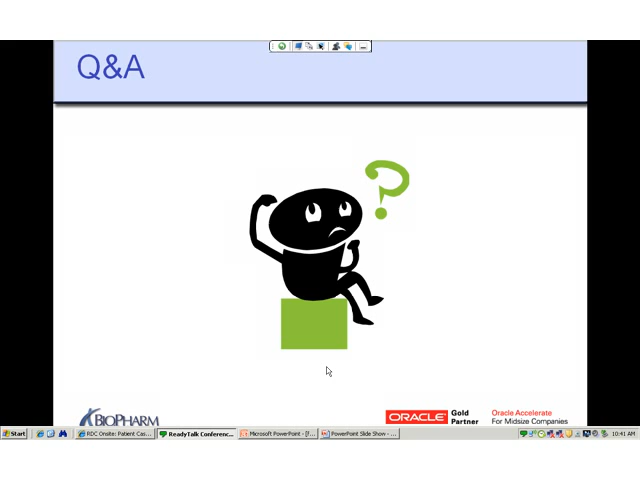 Q&A
?
BIOPHARM
ORACLE
Gold
Partner
Oracle Accelerate
For Midsize Companies
Start
RDC Onsite: Patient Cas...
ReadyTalk Conferenc...
Microsoft PowerPoint - [f...
PowerPoint Slide Show - ...
10:41 AM